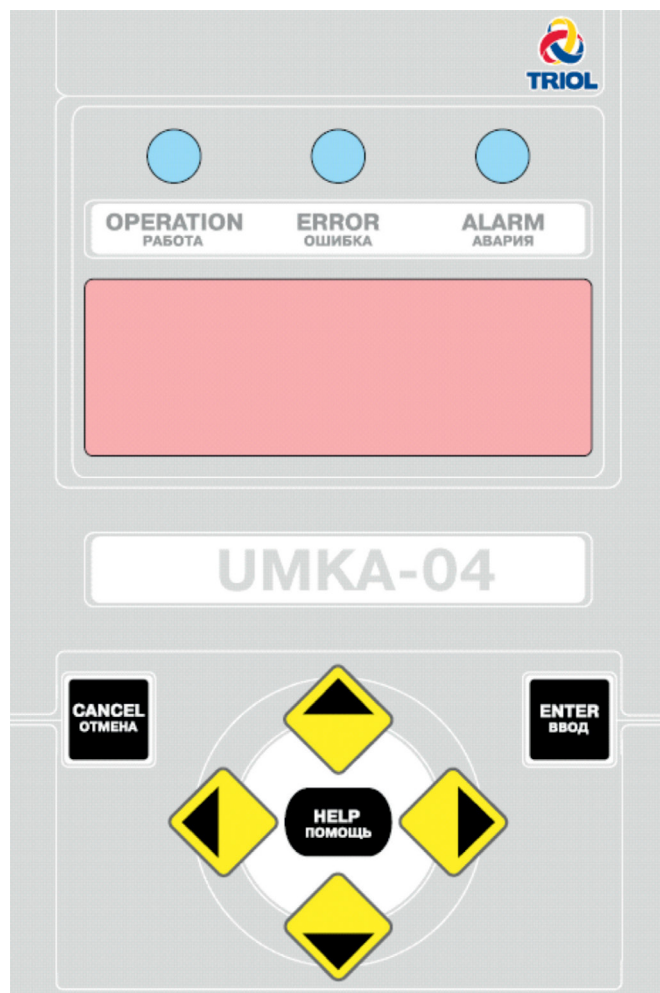 TRIOL
OPERATION ERROR ALARM
РАБОТА ОШИБКА АВАРИЯ
UMKA-04
CANCEL
ОТМЕНА
ENTER
ВВОД
HELP
ПОМОЩЬ